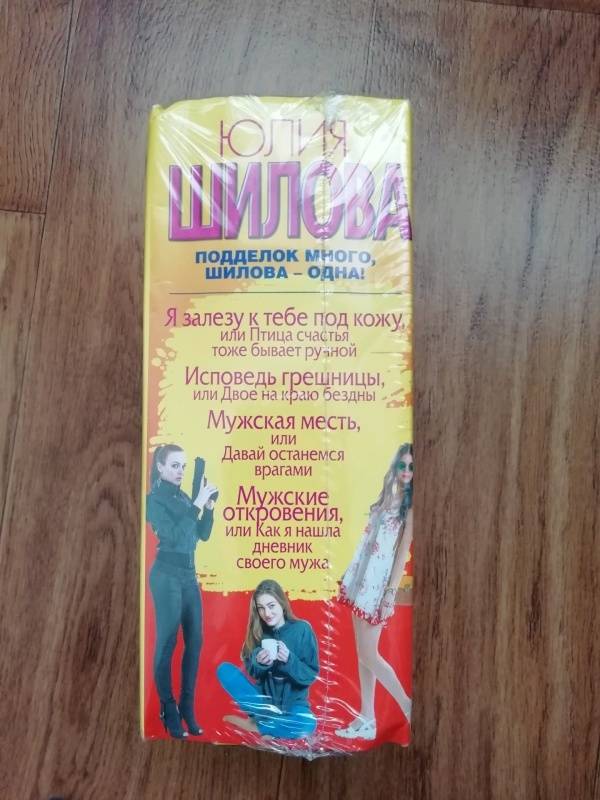 ЮЛИЯ
ШИЛОВА
ПОДДЕЛОК МНОГО,
ШИЛОВА – ОДНА!
Я залезу к тебе под кожу,
или Птица счастья
тоже бывает ручной
Исповедь грешницы,
или Двое на краю бездны
Мужская месть,
или
Давай останемся
врагами
Мужские
откровения,
или Как я нашла
дневник
своего мужа